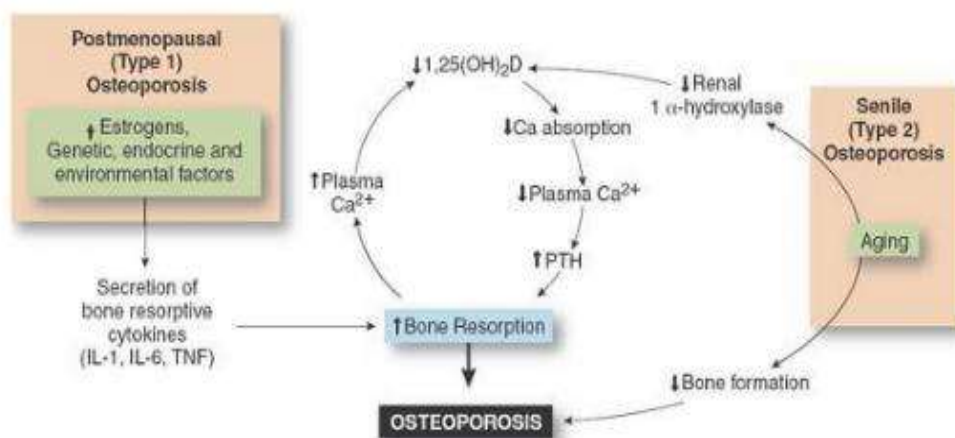 Postmenopausal
(Type 1)
Osteoporosis
↑ Estrogens,
Genetic, endocrine and
environmental factors
Secretion of
bone resorptive
cytokines
(IL-1, IL-6, TNF)
↓1,25(OH)₂D
↓Ca absorption
↓Plasma Ca²⁺
↑PTH
↑Bone Resorption
↑Plasma
Ca²⁺
OSTEOPOROSIS
↓Renal
1 α-hydroxylase
Senile
(Type 2)
Osteoporosis
Aging
↓Bone formation